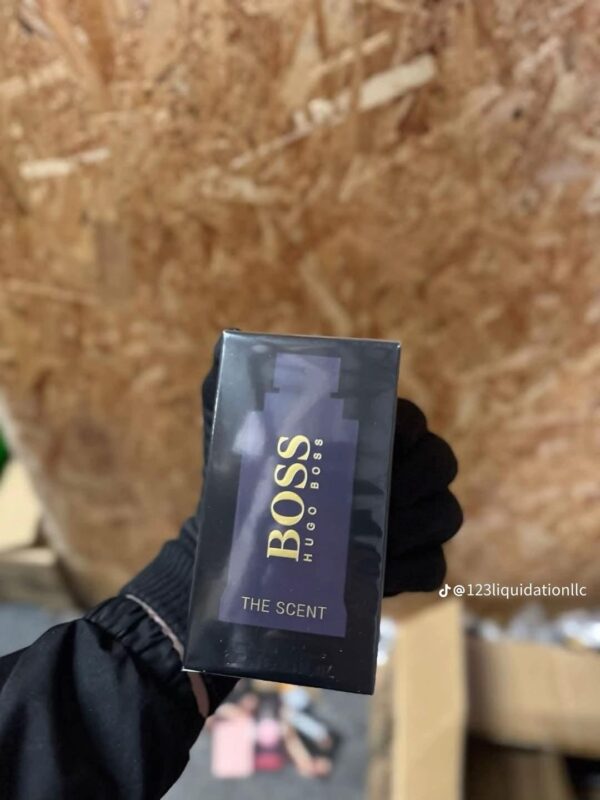 BOSS
HUGO BOSS
THE SCENT
@123liquidationllc